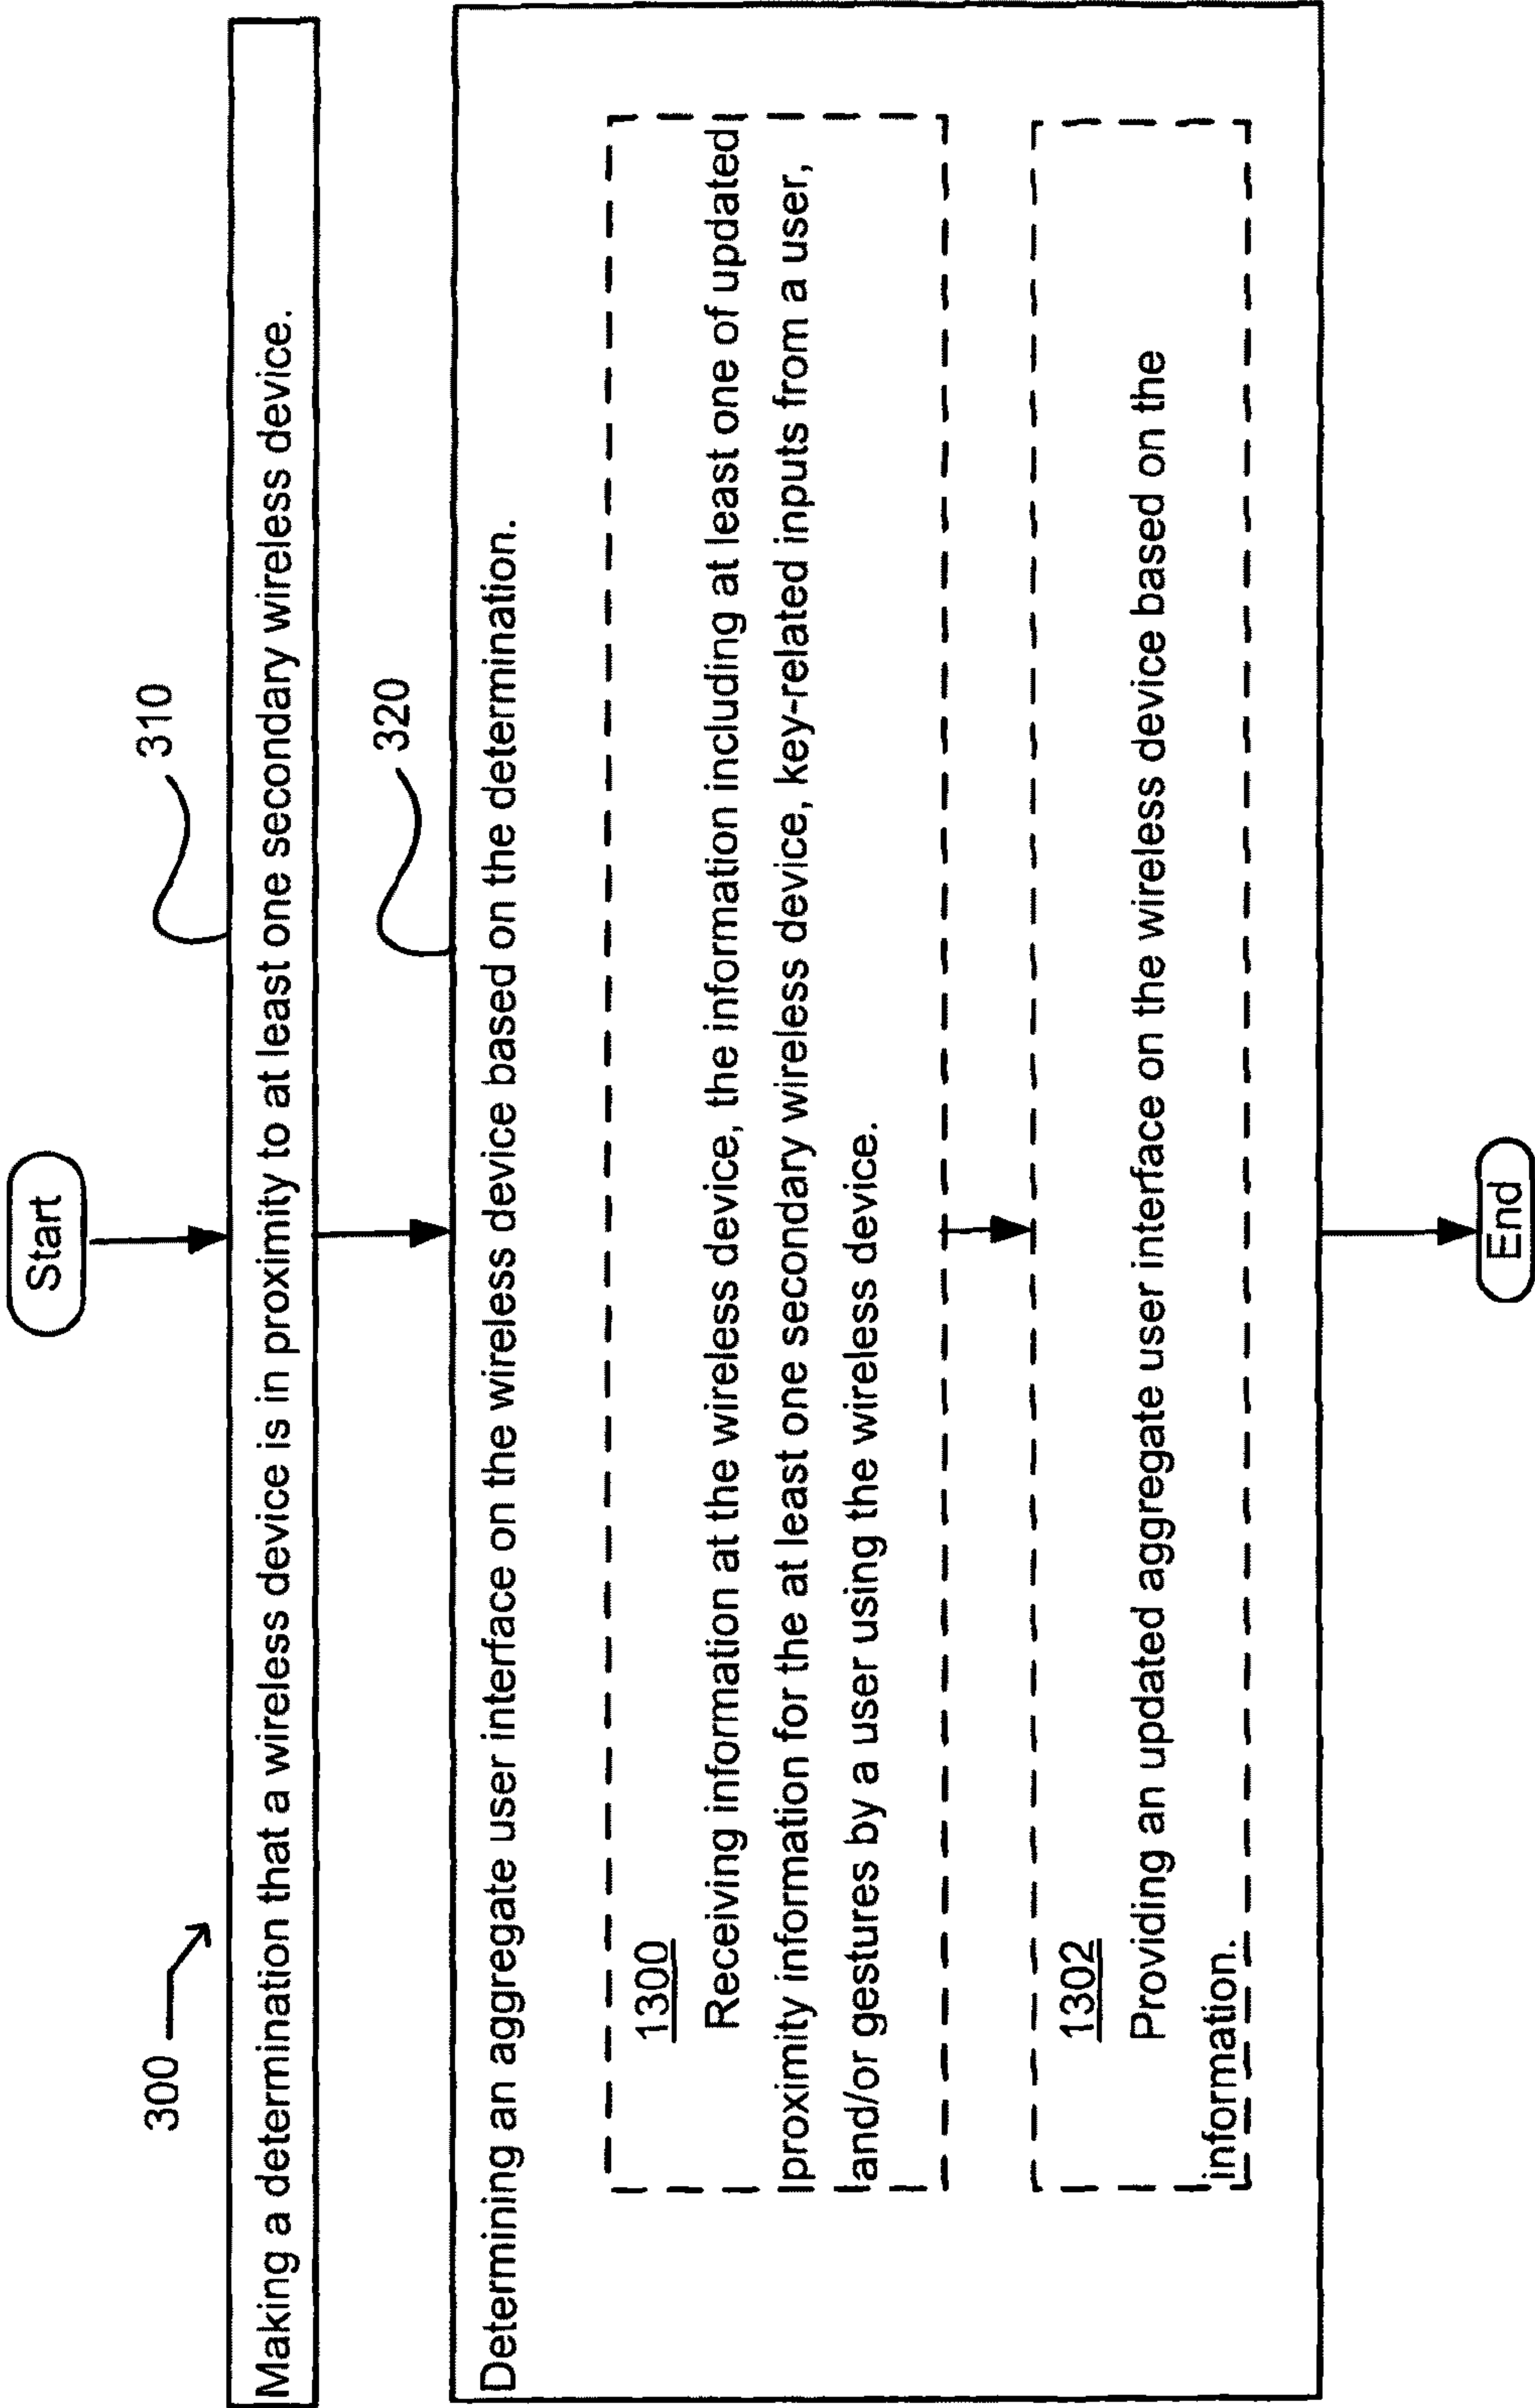 Start
300
310
Making a determination that a wireless device is in proximity to at least one secondary wireless device.
320
Determining an aggregate user interface on the wireless device based on the determination.
1300
Receiving information at the wireless device, the information including at least one of updated
proximity information for the at least one secondary wireless device, key-related inputs from a user,
and/or gestures by a user using the wireless device.
1302
Providing an updated aggregate user interface on the wireless device based on the
information.
End